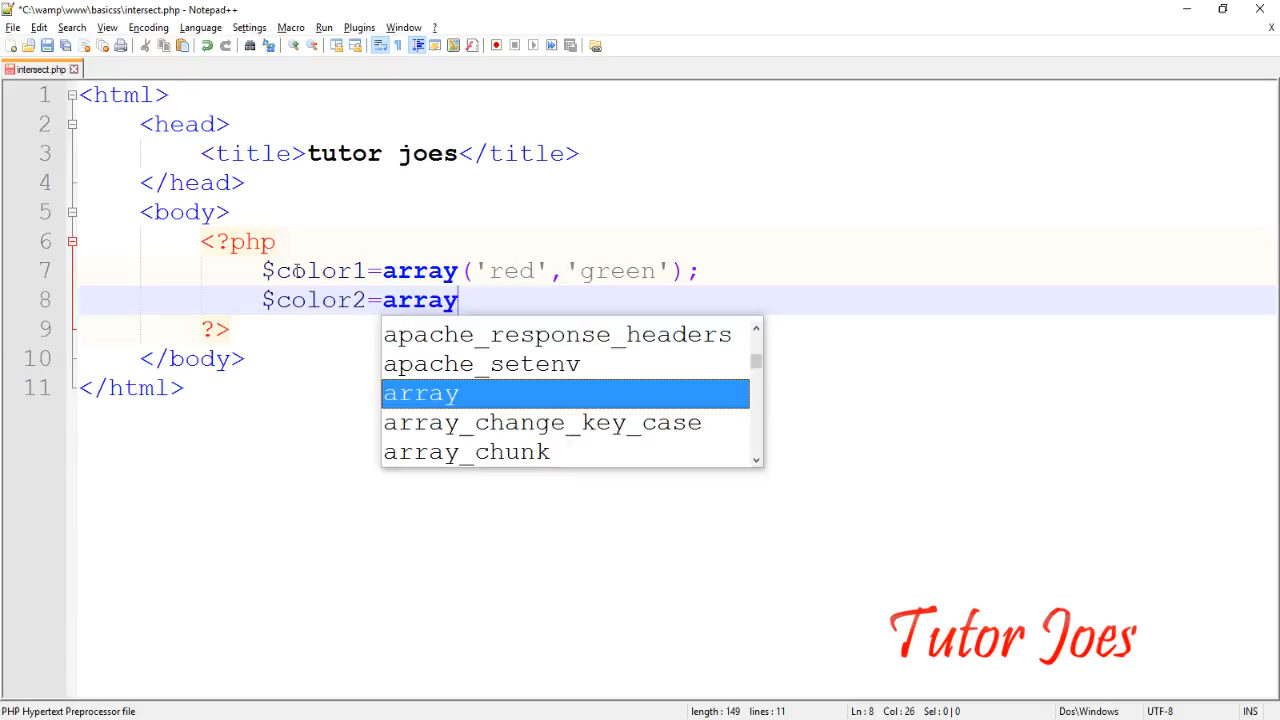 *C:\wamp\www\basicss\intersect.php - Notepad++
File Edit Search View Encoding Language Settings Macro Run Plugins Window ?
X
intersect.php
1 <html>
2 <head>
3 <title>tutor joes</title>
4 </head>
5 <body>
6 <?php
7 $color1=array('red','green');
8 $color2=array
9 ?>
10 </body>
11 </html>
apache_response_headers
apache_setenv
array
array_change_key_case
array_chunk
Tutor Joes
PHP Hypertext Preprocessor file length : 149 lines : 11 Ln : 8 Col : 26 Sel : 0 | 0 Dos\Windows UTF-8 INS